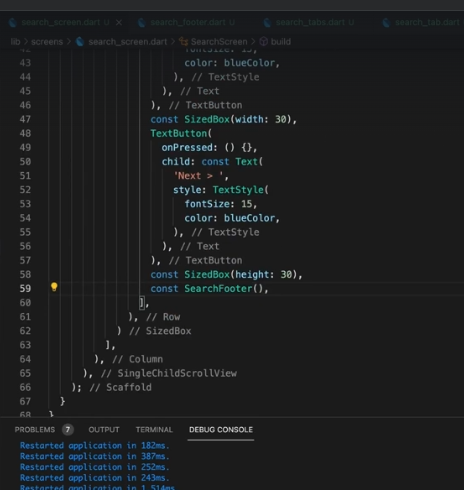 search_screen.dart U X search_footer.dart U search_tabs.dart U search_tab.dart U
lib > screens > search_screen.dart > SearchScreen > build
42 fontSize: 15,
43 color: blueColor,
44 ), // TextStyle
45 ), // Text
46 ), // TextButton
47 const SizedBox(width: 30),
48 TextButton(
49 onPressed: () {},
50 child: const Text(
51 'Next > ',
52 style: TextStyle(
53 fontSize: 15,
54 color: blueColor,
55 ), // TextStyle
56 ), // Text
57 ), // TextButton
58 const SizedBox(height: 30),
59 const SearchFooter(),
60 ],
61 ), // Row
62 ) // SizedBox
63 ],
64 ), // Column
65 ), // SingleChildScrollView
66 ); // Scaffold
67 }
68 }
PROBLEMS 7 OUTPUT TERMINAL DEBUG CONSOLE
Restarted application in 182ms.
Restarted application in 387ms.
Restarted application in 252ms.
Restarted application in 243ms.
Restarted application in 1,514ms.